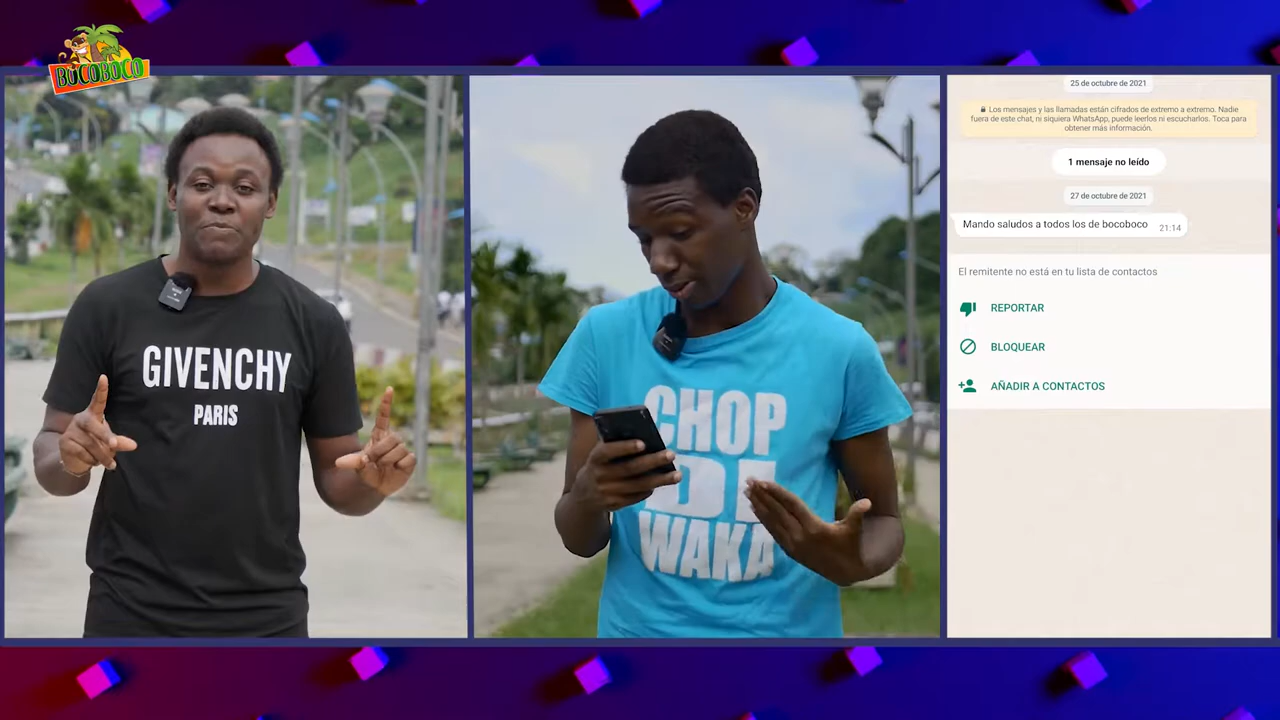 BOCOBOCO
GIVENCHY
PARIS
CHOP
DI
WAKA
25 de octubre de 2021
Los mensajes y las llamadas están cifrados de extremo a extremo. Nadie
fuera de este chat, ni siquiera WhatsApp, puede leerlos ni escucharlos. Toca para
obtener más información.
1 mensaje no leído
27 de octubre de 2021
Mando saludos a todos los de bocoboco 21:14
El remitente no está en tu lista de contactos
REPORTAR
BLOQUEAR
AÑADIR A CONTACTOS